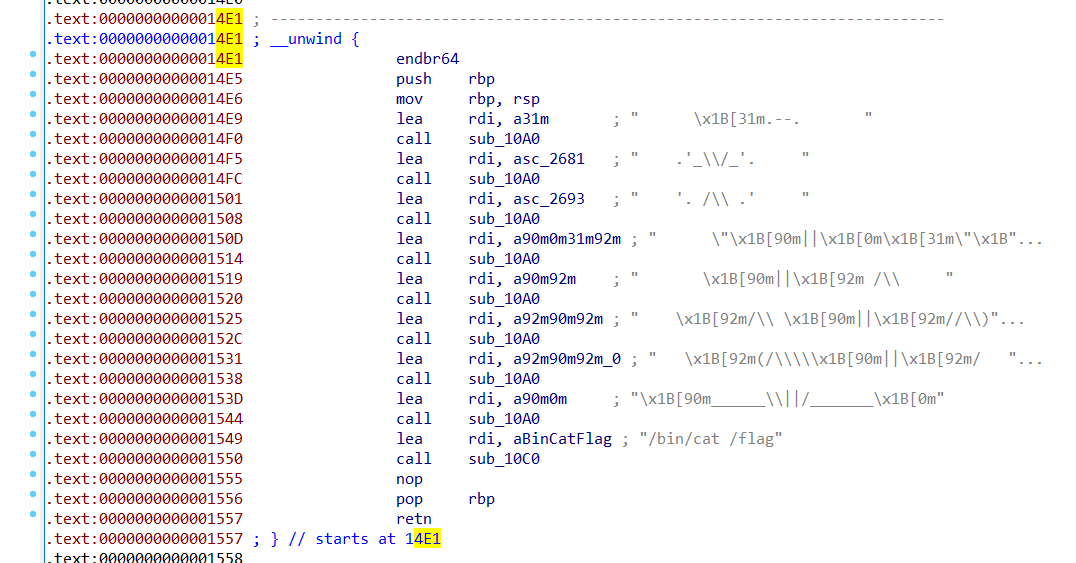 .text:00000000000014E1 ; ---------------------------------------------------------------------------
.text:00000000000014E1 ; __unwind {
.text:00000000000014E1                 endbr64
.text:00000000000014E5                 push    rbp
.text:00000000000014E6                 mov     rbp, rsp
.text:00000000000014E9                 lea     rdi, a31m       ; "      \x1B[31m.--.       "
.text:00000000000014F0                 call    sub_10A0
.text:00000000000014F5                 lea     rdi, asc_2681   ; "    .'_\\/_'.     "
.text:00000000000014FC                 call    sub_10A0
.text:0000000000001501                 lea     rdi, asc_2693   ; "    '. /\\ .'     "
.text:0000000000001508                 call    sub_10A0
.text:000000000000150D                 lea     rdi, a90m0m31m92m ; "      \"\x1B[90m||\x1B[0m\x1B[31m\"\x1B"...
.text:0000000000001514                 call    sub_10A0
.text:0000000000001519                 lea     rdi, a90m92m    ; "       \x1B[90m||\x1B[92m /\\     "
.text:0000000000001520                 call    sub_10A0
.text:0000000000001525                 lea     rdi, a92m90m92m ; "    \x1B[92m/\\ \x1B[90m||\x1B[92m//\\)"...
.text:000000000000152C                 call    sub_10A0
.text:0000000000001531                 lea     rdi, a92m90m92m_0 ; "   \x1B[92m(/\\\\\x1B[90m||\x1B[92m/   "...
.text:0000000000001538                 call    sub_10A0
.text:000000000000153D                 lea     rdi, a90m0m     ; "\x1B[90m______\\||/_______\x1B[0m"
.text:0000000000001544                 call    sub_10A0
.text:0000000000001549                 lea     rdi, aBinCatFlag ; "/bin/cat /flag"
.text:0000000000001550                 call    sub_10C0
.text:0000000000001555                 nop
.text:0000000000001556                 pop     rbp
.text:0000000000001557                 retn
.text:0000000000001557 ; } // starts at 14E1
.text:0000000000001558